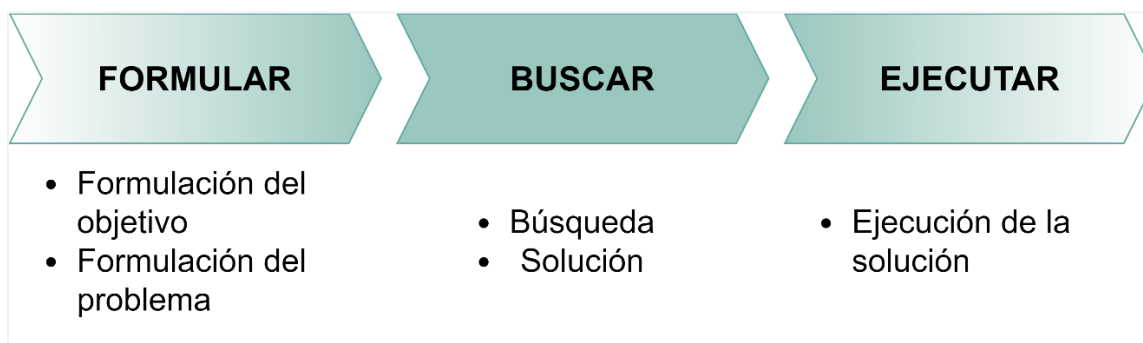 FORMULAR
BUSCAR
EJECUTAR
• Formulación del
objetivo
• Formulación del
problema
• Búsqueda
• Solución
• Ejecución de la
solución